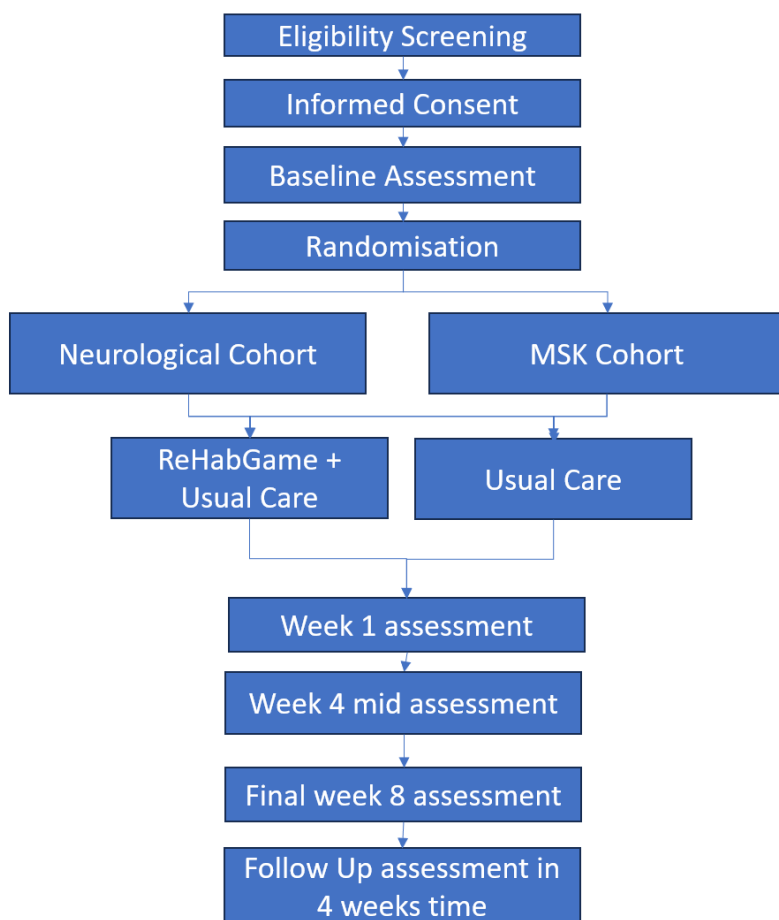 Eligibility Screening
Informed Consent
Baseline Assessment
Randomisation
Neurological Cohort
MSK Cohort
ReHabGame +
Usual Care
Usual Care
Week 1 assessment
Week 4 mid assessment
Final week 8 assessment
Follow Up assessment in
4 weeks time